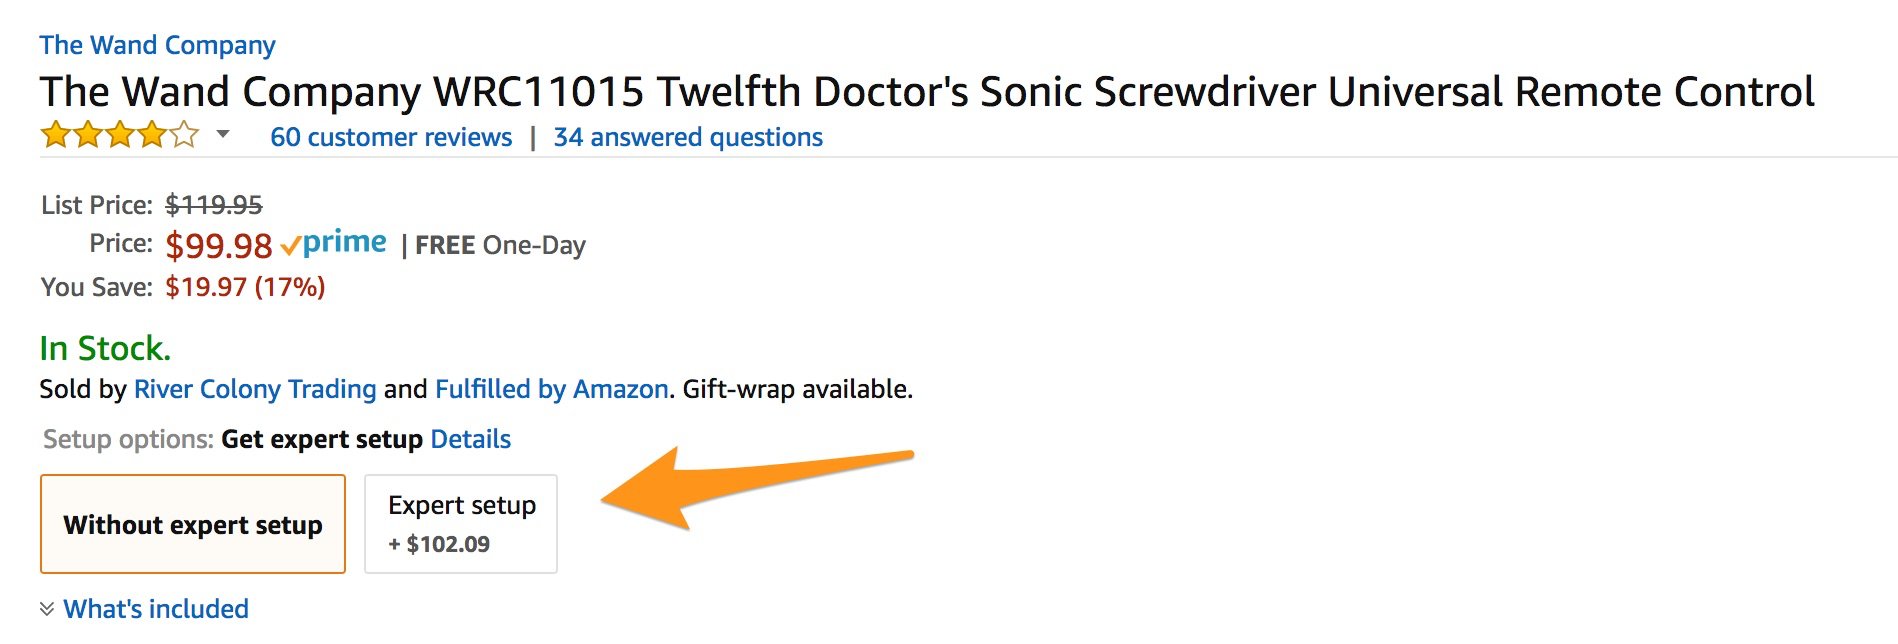 The Wand Company
The Wand Company WRC11015 Twelfth Doctor's Sonic Screwdriver Universal Remote Control
60 customer reviews | 34 answered questions
List Price: $119.95
Price: $99.98 prime | FREE One-Day
You Save: $19.97 (17%)
In Stock.
Sold by River Colony Trading and Fulfilled by Amazon. Gift-wrap available.
Setup options: Get expert setup Details
Without expert setup
Expert setup
+ $102.09
What's included